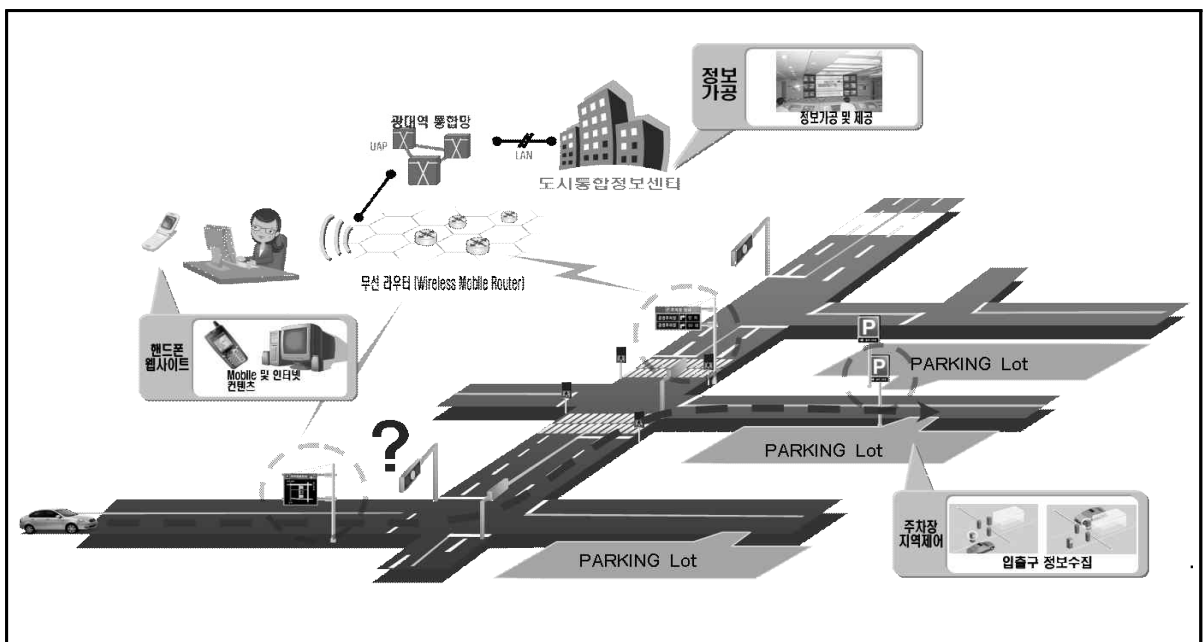 정보
가공
정보가공 및 제공
광대역 통합망
UAP
LAN
도시통합정보센터
무선 라우터 (Wireless Mobile Router)
핸드폰
웹사이트
Mobile 및 인터넷
컨텐츠
?
P
P
PARKING Lot
PARKING Lot
PARKING Lot
주차장
지역제어
입출구 정보수집